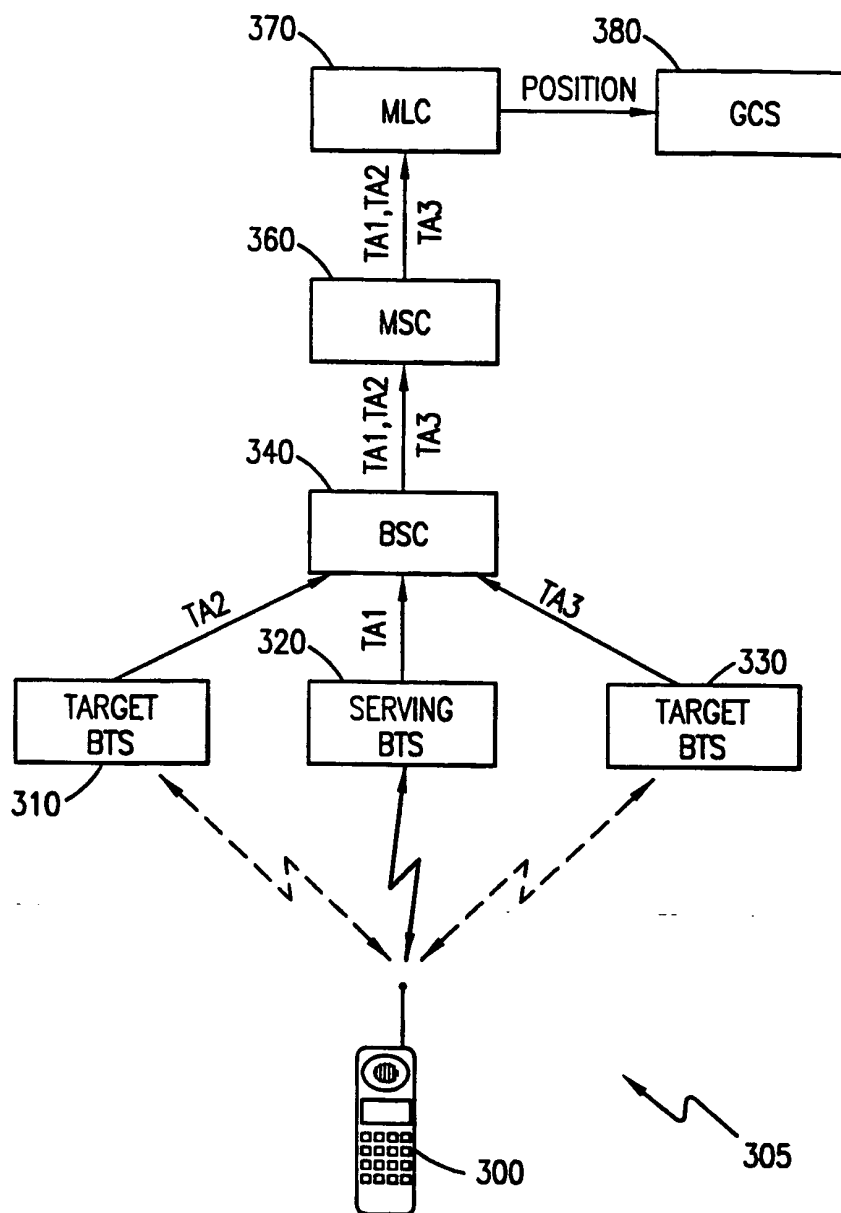 370
380
MLC
POSITION
GCS
TA1,TA2
TA3
360
MSC
TA1,TA2
TA3
340
BSC
TA2
TA1
TA3
320
330
TARGET
BTS
SERVING
BTS
TARGET
BTS
310
300
305